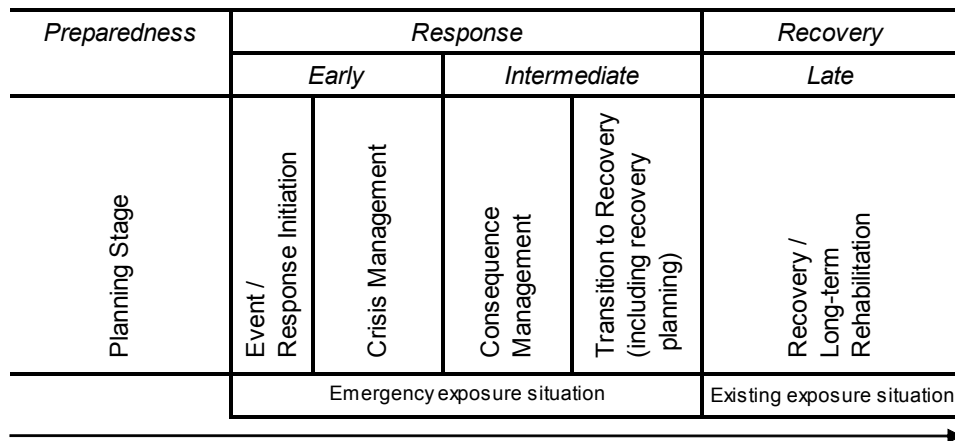 Preparedness
Response
Recovery
Early
Intermediate
Late
Planning Stage
Event /
Response Initiation
Crisis Management
Consequence
Management
Transition to Recovery
(including recovery
planning)
Recovery /
Long-term
Rehabilitation
Emergency exposure situation
Existing exposure situation